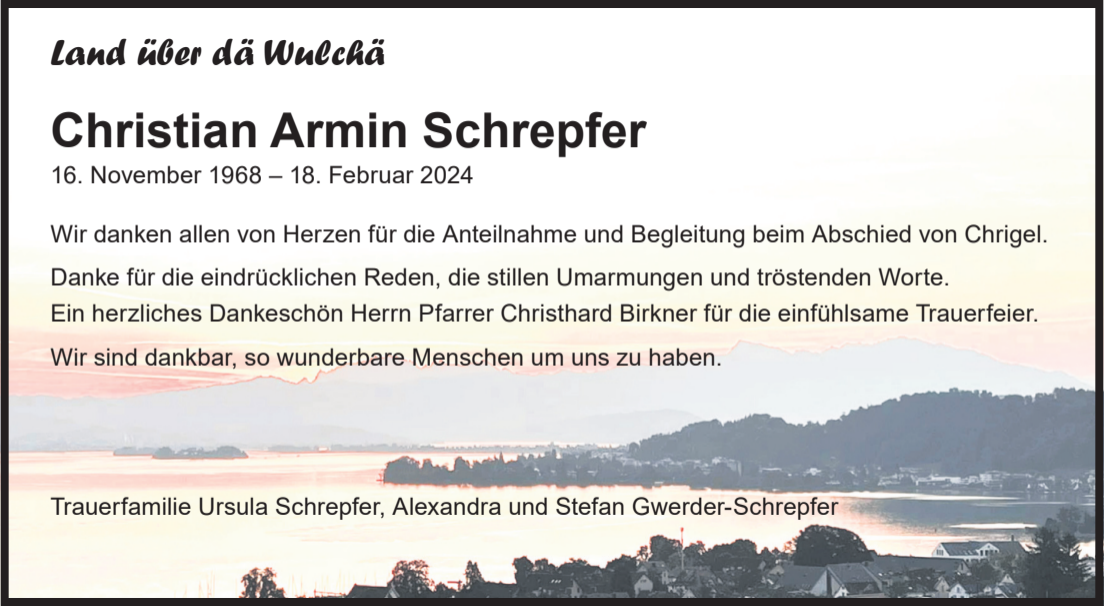 Land über dä Wulchä
Christian Armin Schrepfer
16. November 1968 – 18. Februar 2024
Wir danken allen von Herzen für die Anteilnahme und Begleitung beim Abschied von Chrigel.
Danke für die eindrücklichen Reden, die stillen Umarmungen und tröstenden Worte.
Ein herzliches Dankeschön Herrn Pfarrer Christhard Birkner für die einfühlsame Trauerfeier.
Wir sind dankbar, so wunderbare Menschen um uns zu haben.
Trauerfamilie Ursula Schrepfer, Alexandra und Stefan Gwerder-Schrepfer